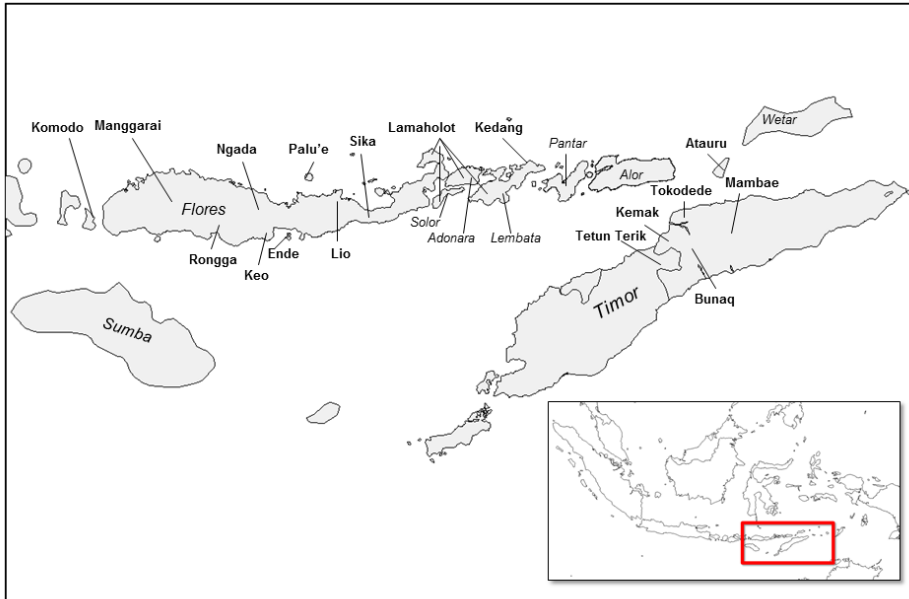 Wetar
Komodo
Manggarai
Ngada
Palu'e
Sika
Lamaholot
Kedang
Pantar
Atauru
Alor
Tokodede
Mambae
Flores
Kemak
Solor
Adonara
Lembata
Tetun Terik
Rongga
Keo
Ende
Lio
Bunaq
Timor
Sumba